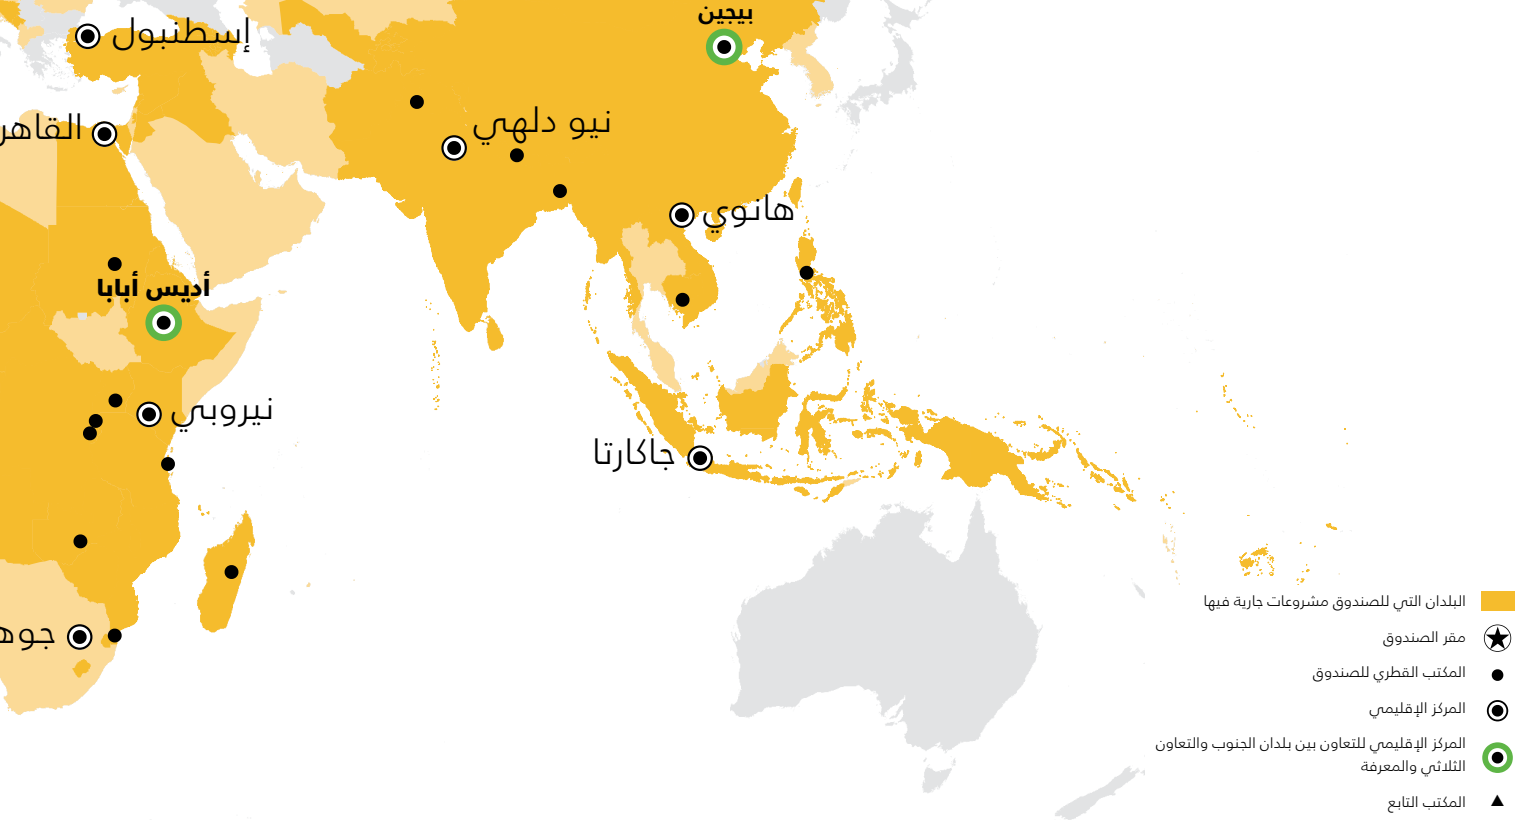 بيجين
إسطنبول
نيو دلهي
القاهر
هانوي
أديس أبابا
نيروبي
جاكارتا
جوه
البلدان التي للصندوق مشروعات جارية فيها
مقر الصندوق
المكتب القطري للصندوق
المركز الإقليمي
المركز الإقليمي للتعاون بين بلدان الجنوب والتعاون
الثلاثي والمعرفة
المكتب التابع